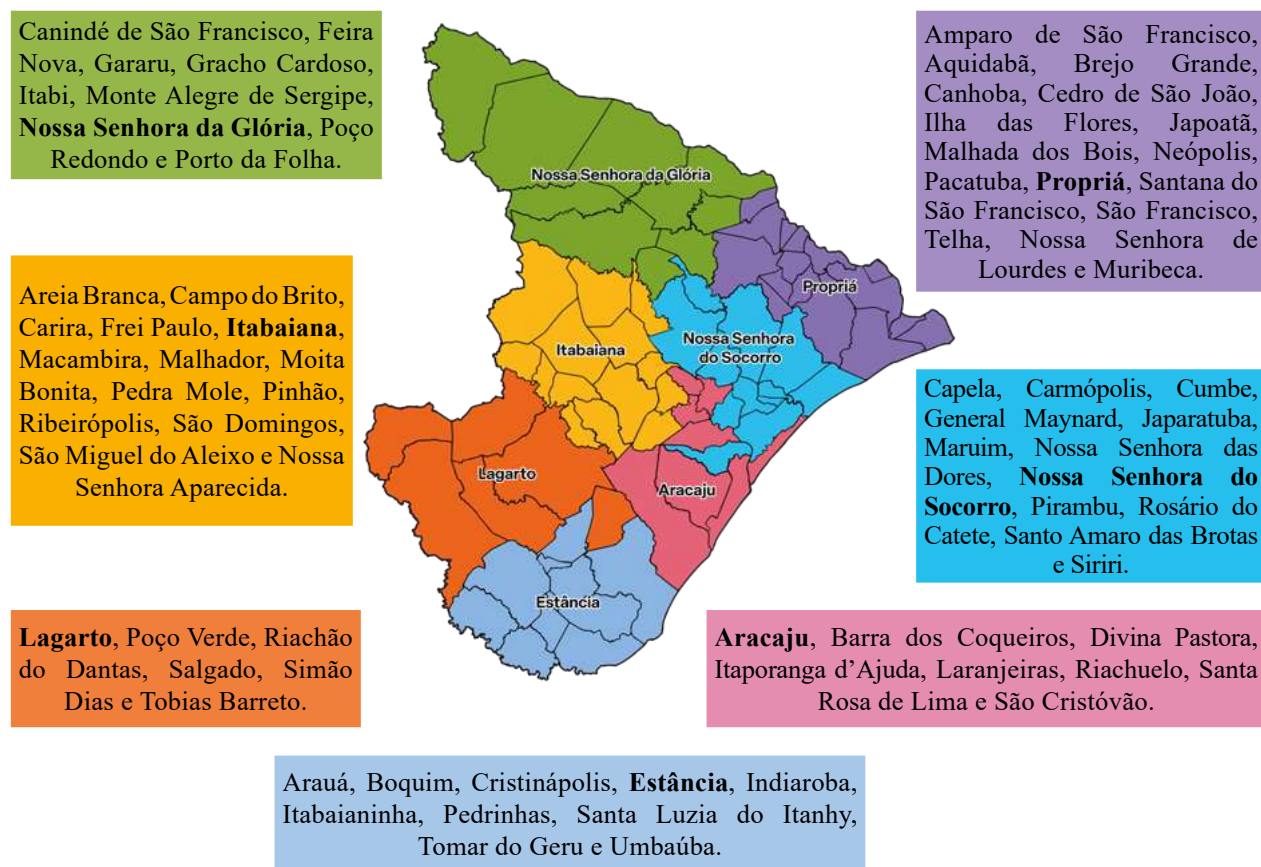 Canindé de São Francisco, Feira
Nova, Gararu, Gracho Cardoso,
Itabi, Monte Alegre de Sergipe,
Nossa Senhora da Glória, Poço
Redondo e Porto da Folha.
Amparo de São Francisco,
Aquidabã, Brejo Grande,
Canhoba, Cedro de São João,
Ilha das Flores, Japoatã,
Malhada dos Bois, Neópolis,
Pacatuba, Propriá, Santana do
São Francisco, São Francisco,
Telha, Nossa Senhora de
Lourdes e Muribeca.
Nossa Senhora da Glória
Propriá
Nossa Senhora
do Socorro
Itabaiana
Lagarto
Aracaju
Estância
Areia Branca, Campo do Brito,
Carira, Frei Paulo, Itabaiana,
Macambira, Malhador, Moita
Bonita, Pedra Mole, Pinhão,
Ribeirópolis, São Domingos,
São Miguel do Aleixo e Nossa
Senhora Aparecida.
Capela, Carmópolis, Cumbe,
General Maynard, Japaratuba,
Maruim, Nossa Senhora das
Dores, Nossa Senhora do
Socorro, Pirambu, Rosário do
Catete, Santo Amaro das Brotas
e Siriri.
Lagarto, Poço Verde, Riachão
do Dantas, Salgado, Simão
Dias e Tobias Barreto.
Aracaju, Barra dos Coqueiros, Divina Pastora,
Itaporanga d’Ajuda, Laranjeiras, Riachuelo, Santa
Rosa de Lima e São Cristóvão.
Arauá, Boquim, Cristinápolis, Estância, Indiaroba,
Itabaianinha, Pedrinhas, Santa Luzia do Itanhy,
Tomar do Geru e Umbaúba.